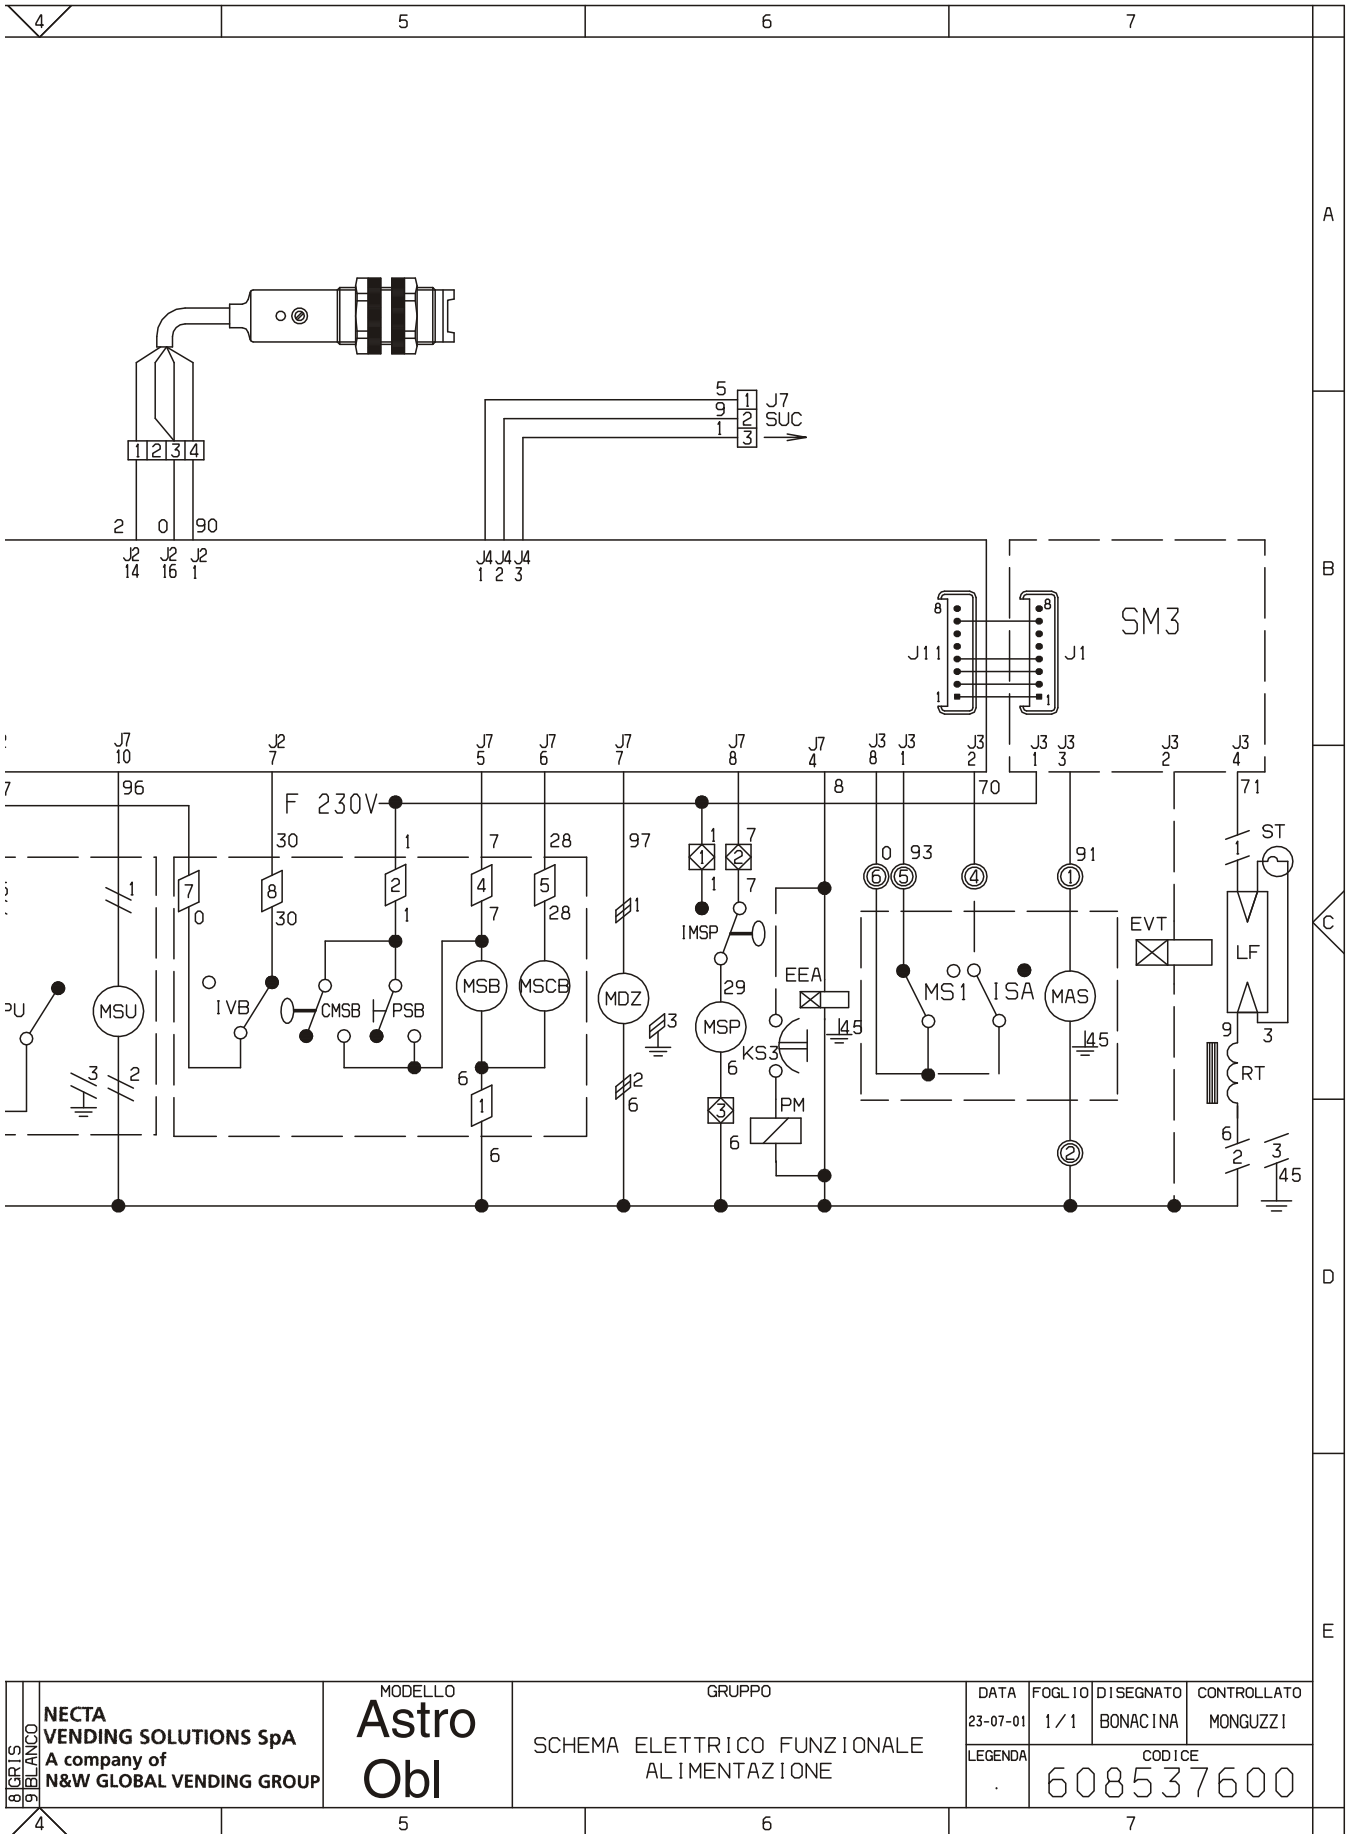 4 5 6 7
A
5 1 J7
9 2 SUC
1 3
1 2 3 4
2 0 90
J2 J2 J2
14 16 1
J4 J4 J4
1 2 3
B
8 8
SM3
J11 J1
1 1
J7 J2 J7 J7 J7 J7 J7 J3 J3 J3 J3 J3 J3 J3
10 7 5 6 7 8 4 8 1 2 1 3 2 4
7 96 8 70 71
F 230V
30 1 7 28 97 1 7 0 93 91 1 ST
7 8 2 4 5 1 2 6 5 4 1
1 0 30 1 7 28 1 1 7
IMSP EVT C
LF
EEA
PU MSU IVB CMSB PSB MSB MSCB MDZ 29 MS1 ISA MAS
3 MSP 45 45 9 3
KS3
3 2 6 2 6 RT
1 6 3 PM
6 6 2 6 2 3
45
D
E
8 GRIS
9 BLANCO
NECTA
VENDING SOLUTIONS SpA
A company of
N&W GLOBAL VENDING GROUP
MODELLO
Astro
Obl
GRUPPO
SCHEMA ELETTRICO FUNZIONALE
ALIMENTAZIONE
DATA FOGLIO DISEGNATO CONTROLLATO
23-07-01 1/1 BONACINA MONGUZZI
LEGENDA CODICE
. 608537600
4 5 6 7